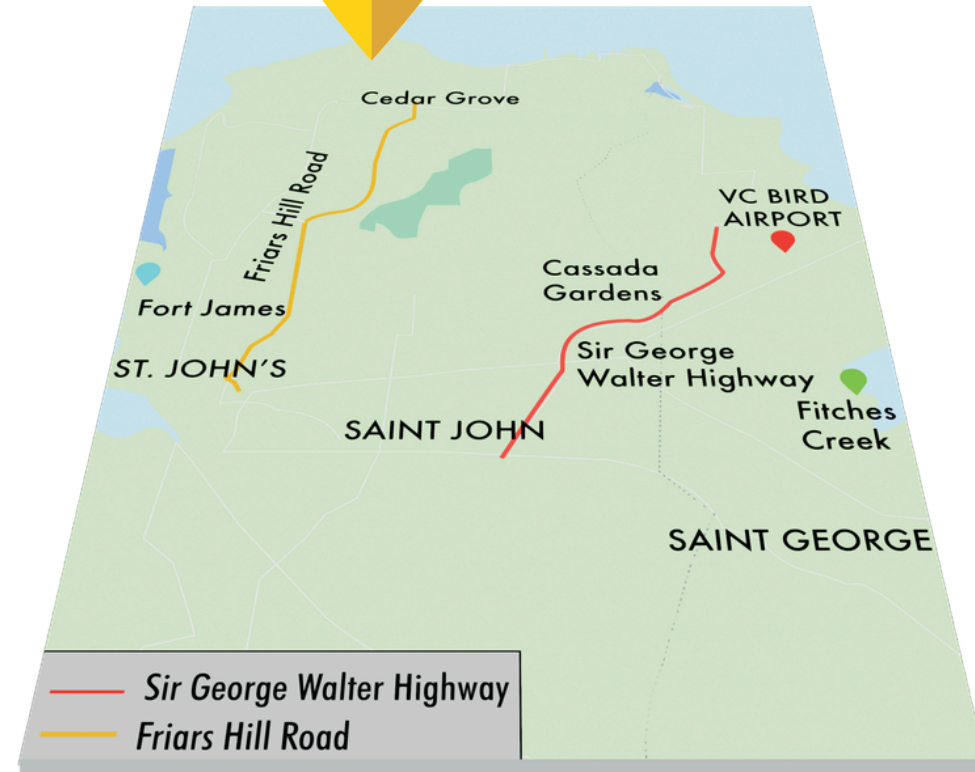 Cedar Grove
Friars Hill Road
VC BIRD
AIRPORT
Cassada
Gardens
Fort James
Sir George
Walter Highway
ST. JOHN'S
Fitches
Creek
SAINT JOHN
SAINT GEORGE
Sir George Walter Highway
Friars Hill Road